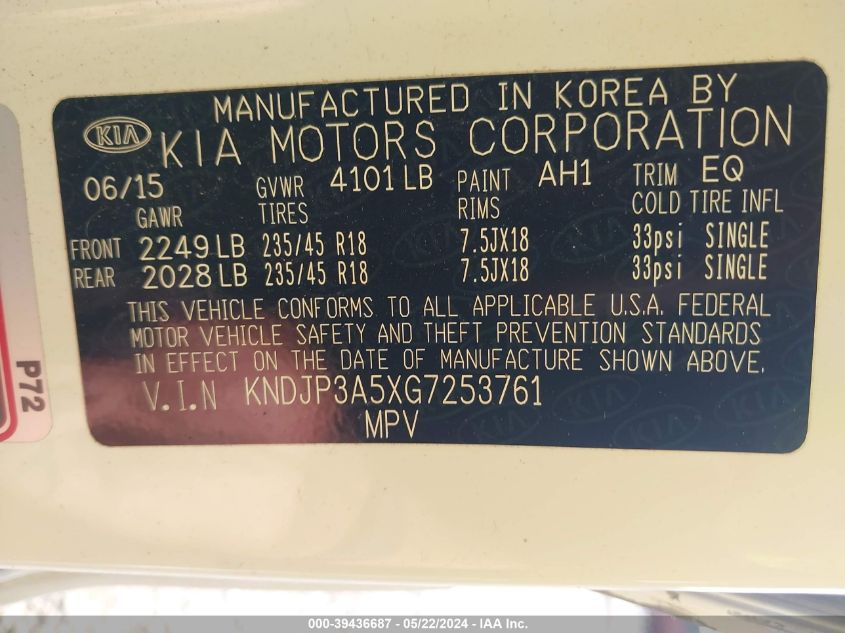 MANUFACTURED IN KOREA BY
KIA
KIA MOTORS CORPORATION
06/15 GVWR 4101 LB PAINT AH1 TRIM EQ
GAWR TIRES RIMS COLD TIRE INFL
FRONT 2249 LB 235/45 R18 7.5JX18 33psi SINGLE
REAR 2028 LB 235/45 R18 7.5JX18 33psi SINGLE
THIS VEHICLE CONFORMS TO ALL APPLICABLE U.S.A. FEDERAL
MOTOR VEHICLE SAFETY AND THEFT PREVENTION STANDARDS
IN EFFECT ON THE DATE OF MANUFACTURE SHOWN ABOVE.
V.I.N KNDJP3A5XG7253761
MPV
P72
000-39436687 - 05/22/2024 - IAA Inc.